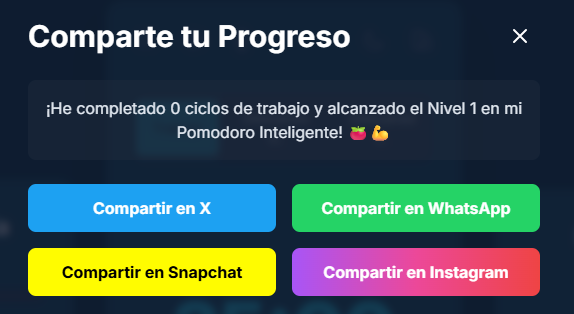 Comparte tu Progreso
¡He completado 0 ciclos de trabajo y alcanzado el Nivel 1 en mi
Pomodoro Inteligente! 🍅💪
Compartir en X
Compartir en WhatsApp
Compartir en Snapchat
Compartir en Instagram